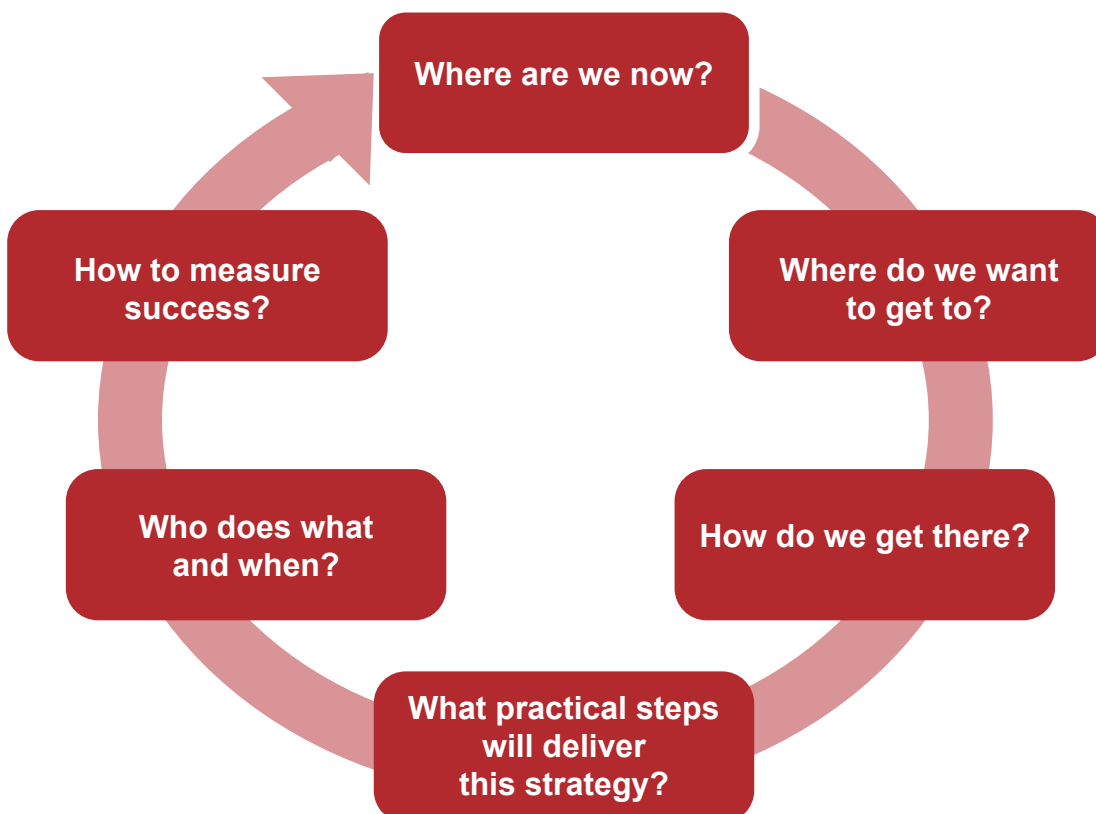 Where are we now?
Where do we want
to get to?
How do we get there?
What practical steps
will deliver
this strategy?
Who does what
and when?
How to measure
success?